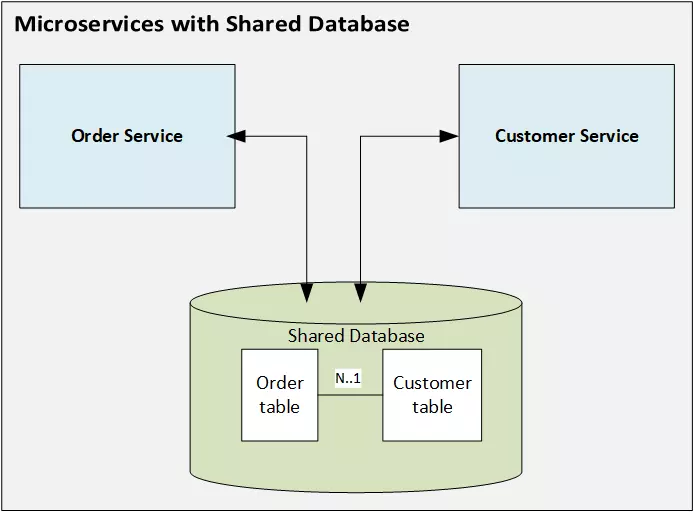 Microservices with Shared Database
Order Service
Customer Service
Shared Database
Order
table
N..1
Customer
table